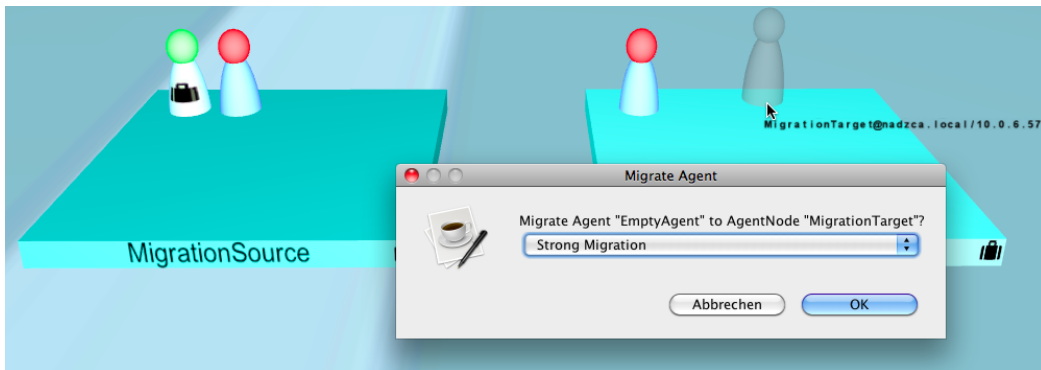 MigrationTarget@nadzca.local/10.0.6.57
Migrate Agent
Migrate Agent "EmptyAgent" to AgentNode "MigrationTarget"?
Strong Migration
MigrationSource
Abbrechen
OK